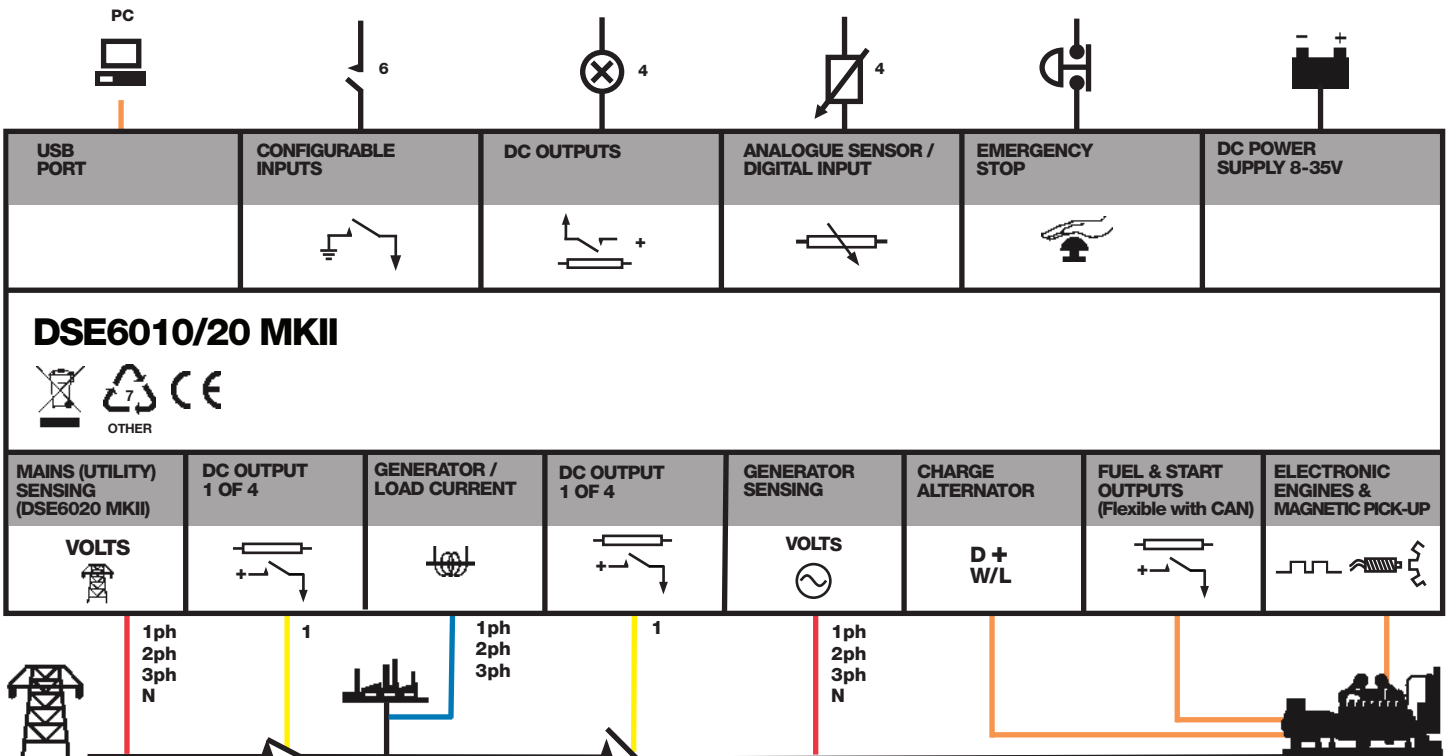 PC
6
4
4
- +
USB
PORT
CONFIGURABLE
INPUTS
DC OUTPUTS
ANALOGUE SENSOR /
DIGITAL INPUT
EMERGENCY
STOP
DC POWER
SUPPLY 8-35V
+
DSE6010/20 MKII
7
OTHER
CE
MAINS (UTILITY)
SENSING
(DSE6020 MKII)
DC OUTPUT
1 OF 4
GENERATOR /
LOAD CURRENT
DC OUTPUT
1 OF 4
GENERATOR
SENSING
CHARGE
ALTERNATOR
FUEL & START
OUTPUTS
(Flexible with CAN)
ELECTRONIC
ENGINES &
MAGNETIC PICK-UP
VOLTS
+
+
VOLTS
D +
W/L
+
1ph
2ph
3ph
N
1
1ph
2ph
3ph
1
1ph
2ph
3ph
N